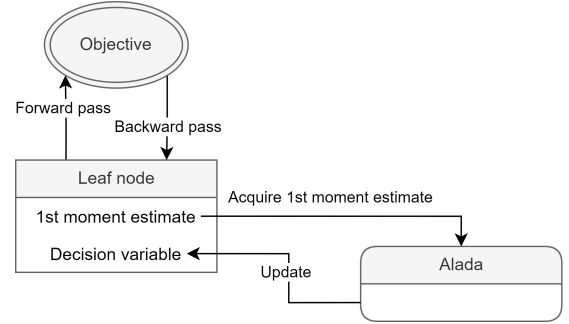 Objective
Forward pass
Backward pass
Leaf node
Acquire 1st moment estimate
1st moment estimate
Decision variable
Update
Alada